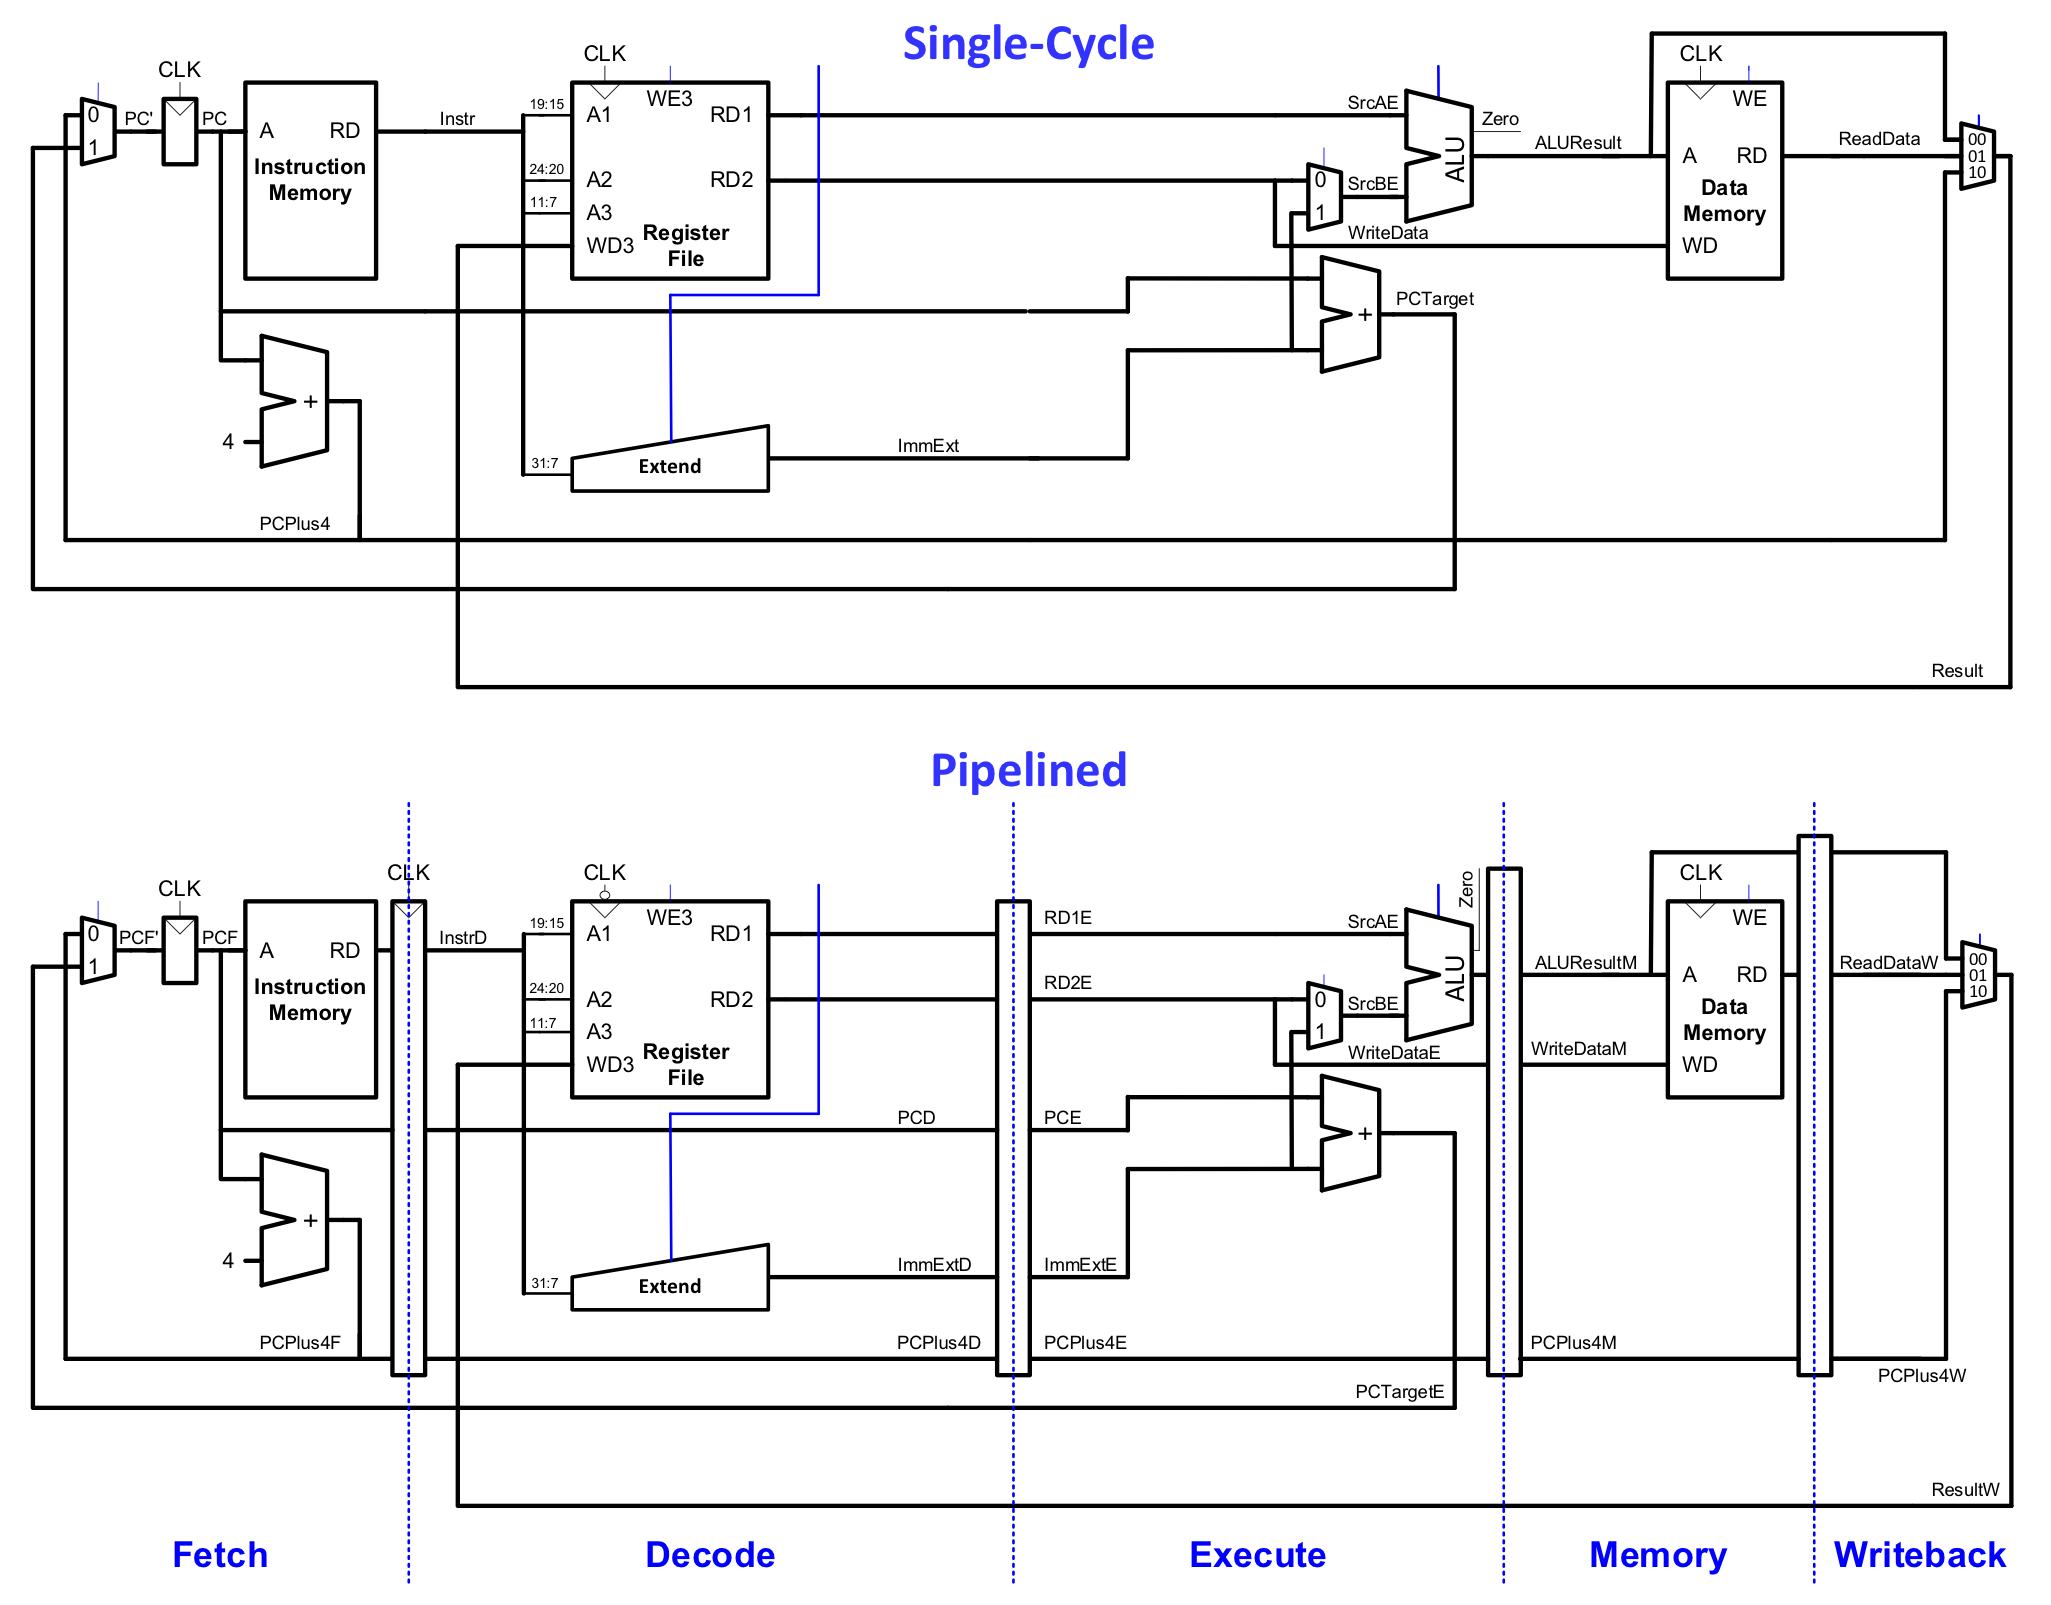 Single-Cycle
CLK
CLK
CLK
0
1
PC'
PC
A
RD
Instruction
Memory
Instr
19:15
24:20
11:7
31:7
WE3
A1
A2
A3
WD3
RD1
RD2
Register
File
SrcAE
0
1
SrcBE
ALU
Zero
ALUResult
WE
A
RD
Data
Memory
WD
ReadData
00
01
10
WriteData
+
PCTarget
+
4
Extend
ImmExt
PCPlus4
Result
Pipelined
CLK
CLK
CLK
CLK
0
1
PCF'
PCF
A
RD
Instruction
Memory
InstrD
19:15
24:20
11:7
31:7
WE3
A1
A2
A3
WD3
RD1
RD2
Register
File
RD1E
RD2E
SrcAE
0
1
SrcBE
ALU
Zero
ALUResultM
WE
A
RD
Data
Memory
WD
ReadDataW
00
01
10
WriteDataE
WriteDataM
PCD
PCE
+
+
4
Extend
ImmExtD
ImmExtE
PCPlus4F
PCPlus4D
PCPlus4E
PCPlus4M
PCPlus4W
PCTargetE
ResultW
Fetch
Decode
Execute
Memory
Writeback